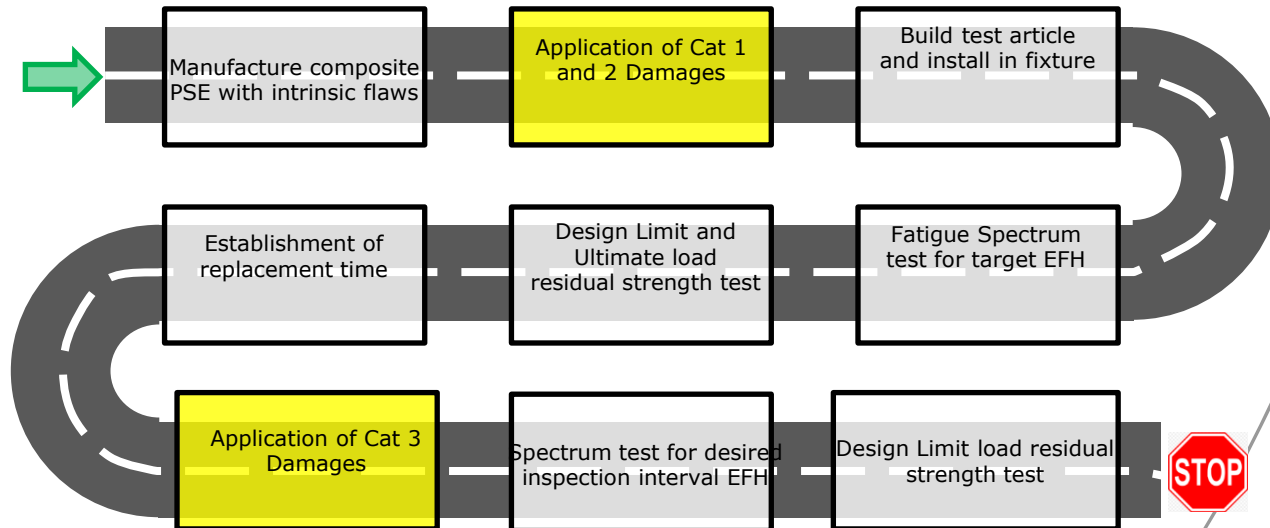 Manufacture composite
PSE with intrinsic flaws
Application of Cat 1
and 2 Damages
Build test article
and install in fixture
Fatigue Spectrum
test for target EFH
Design Limit and
Ultimate load
residual strength test
Establishment of
replacement time
Application of Cat 3
Damages
Spectrum test for desired
inspection interval EFH
Design Limit load residual
strength test
STOP